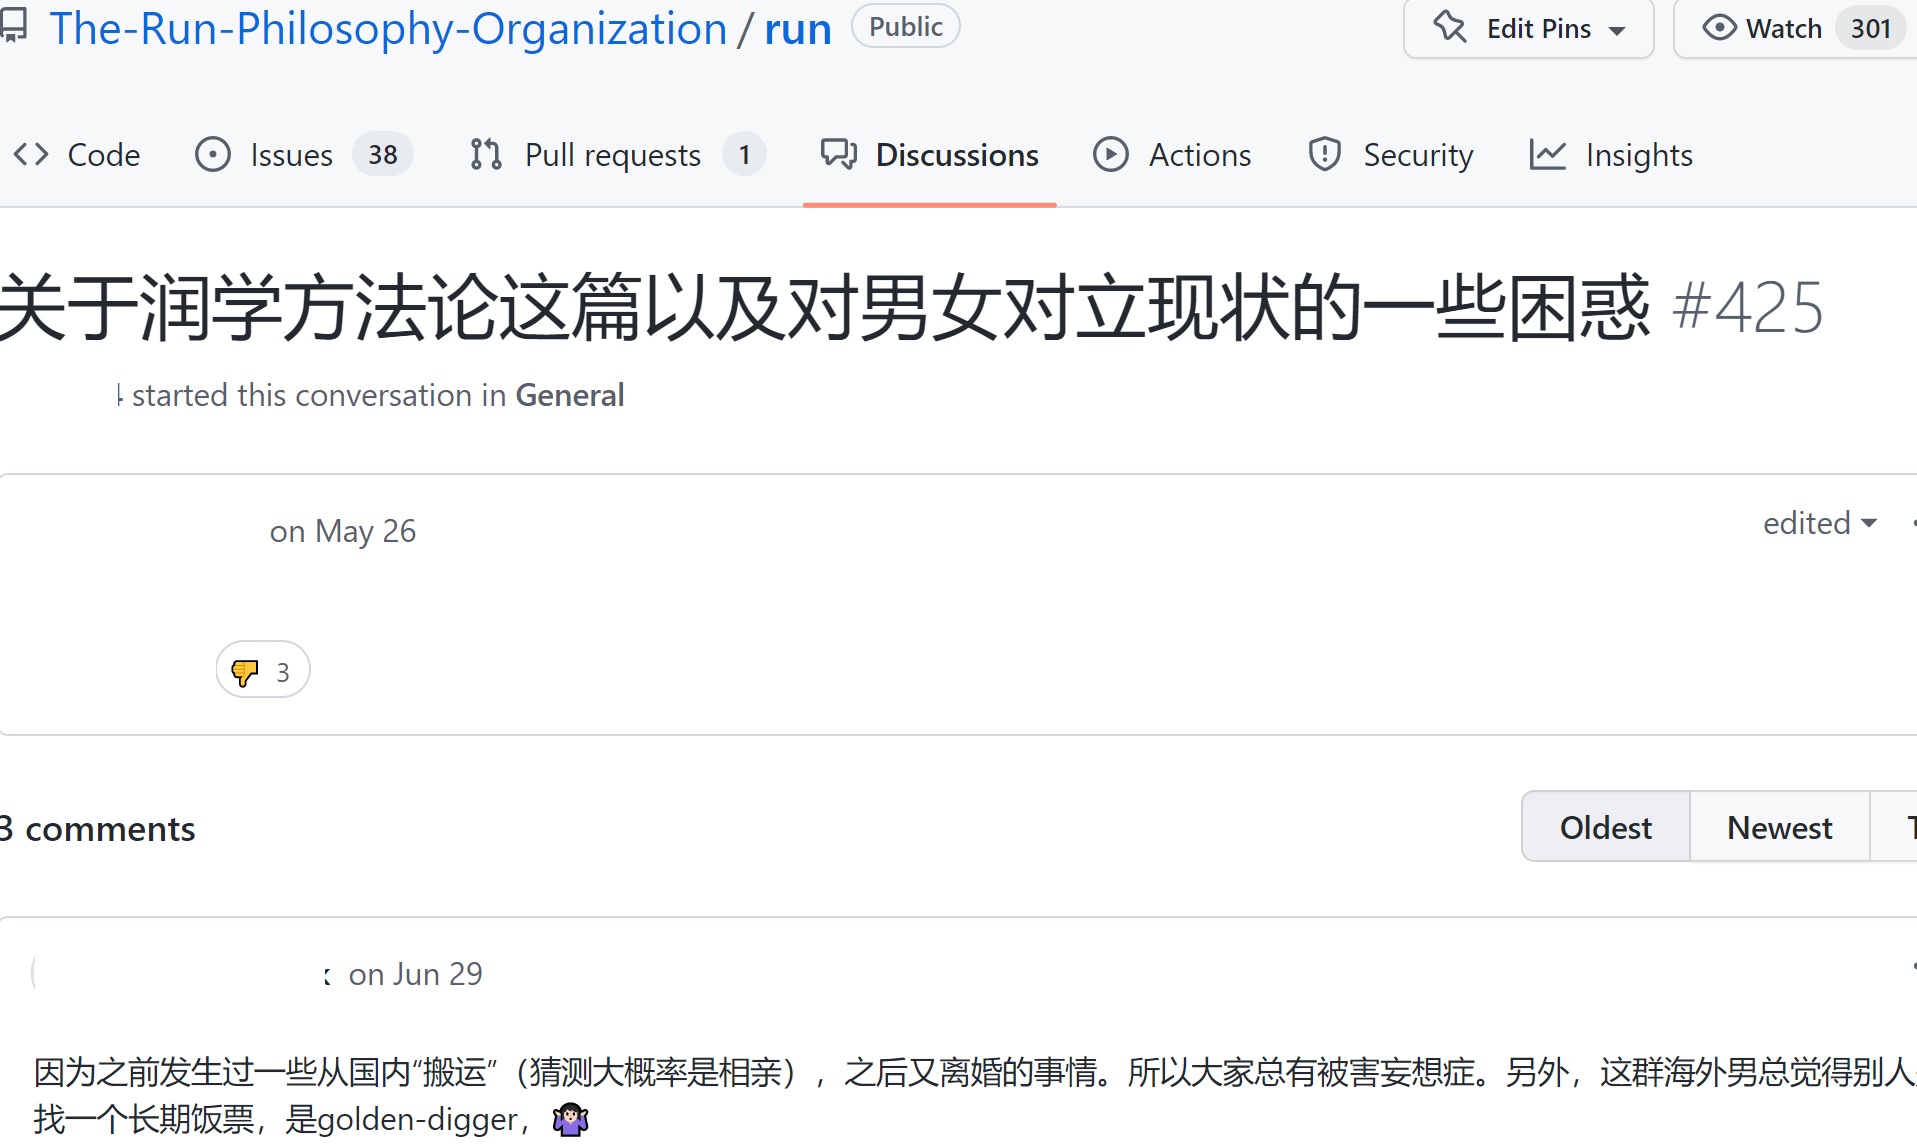 The-Run-Philosophy-Organization / run Public Edit Pins Watch 301
Code Issues 38 Pull requests 1 Discussions Actions Security Insights
关于润学方法论这篇以及对男女对立现状的一些困惑 #425
started this conversation in General
on May 26 edited
3
3 comments Oldest Newest
on Jun 29
因为之前发生过一些从国内“搬运”（猜测大概率是相亲），之后又离婚的事情。所以大家总有被害妄想症。另外，这群海外男总觉得别人
找一个长期饭票，是golden-digger，🤷🏻‍♀️